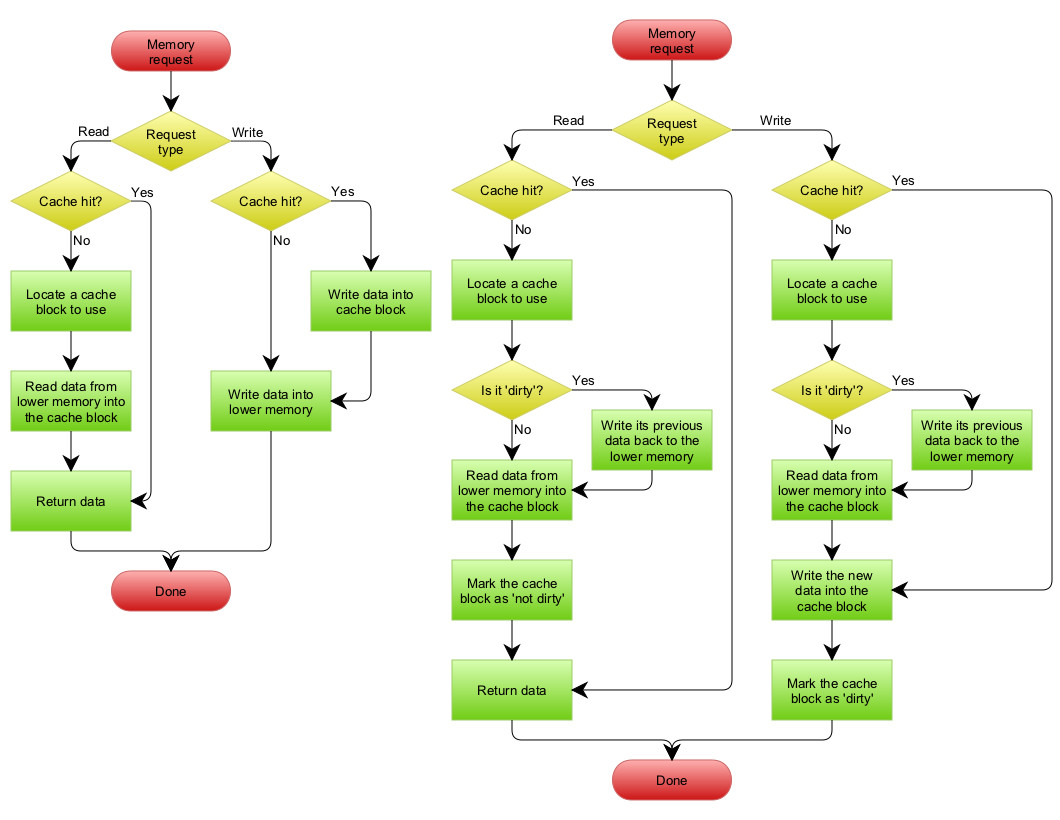 Memory
request
Request
type
Read
Write
Cache hit?
Yes
No
Cache hit?
Yes
No
Locate a cache
block to use
Write data into
cache block
Read data from
lower memory into
the cache block
Write data into
lower memory
Return data
Done
Memory
request
Request
type
Read
Write
Cache hit?
Yes
No
Locate a cache
block to use
Is it 'dirty'?
Yes
No
Write its previous
data back to the
lower memory
Read data from
lower memory into
the cache block
Mark the cache
block as 'not dirty'
Return data
Cache hit?
Yes
No
Locate a cache
block to use
Is it 'dirty'?
Yes
No
Write its previous
data back to the
lower memory
Read data from
lower memory into
the cache block
Write the new
data into the
cache block
Mark the cache
block as 'dirty'
Done